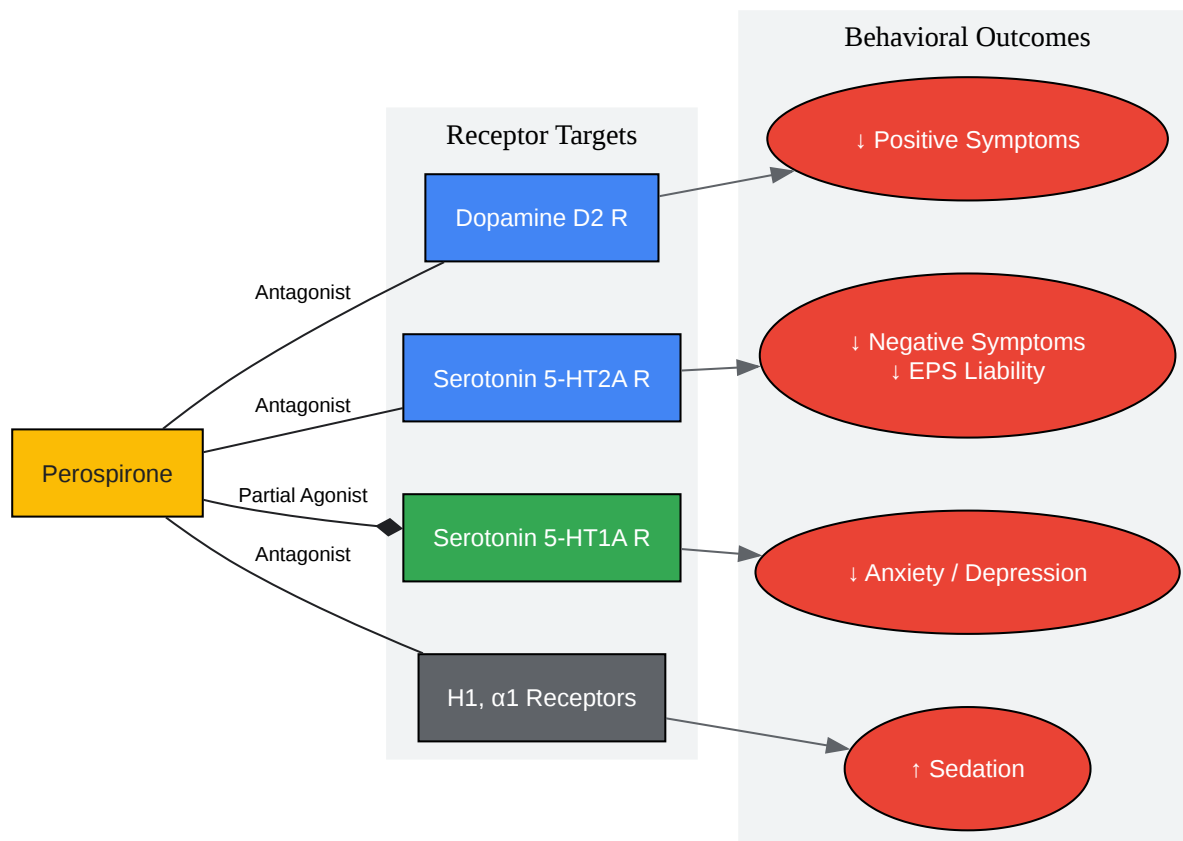 Behavioral Outcomes
Receptor Targets
↓ Positive Symptoms
Dopamine D2 R
Antagonist
↓ Negative Symptoms
↓ EPS Liability
Serotonin 5-HT2A R
Antagonist
Perospirone
Partial Agonist
Serotonin 5-HT1A R
Antagonist
↓ Anxiety / Depression
H1, α1 Receptors
↑ Sedation